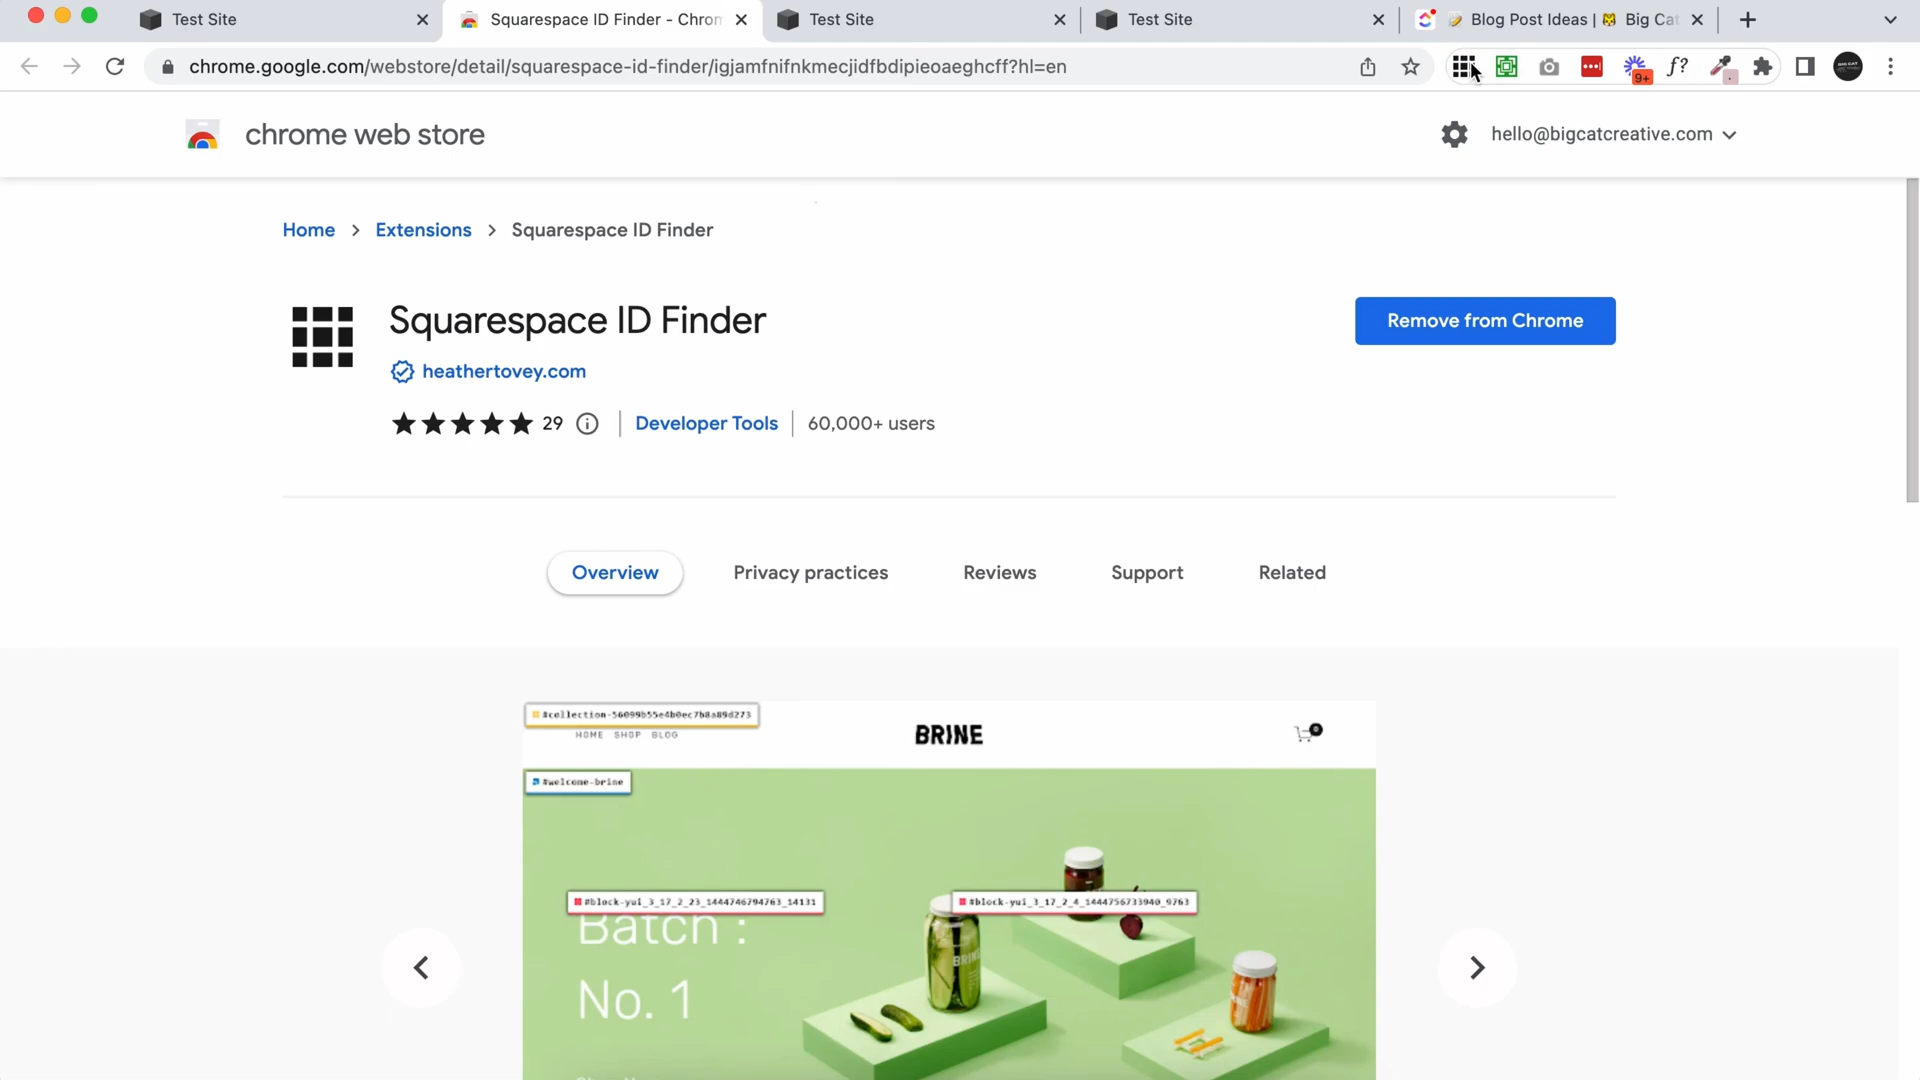 Test Site
Squarespace ID Finder - Chrom
Test Site
Test Site
Blog Post Ideas | 🐯 Big Cat
chrome.google.com/webstore/detail/squarespace-id-finder/igjamfnifnkmecjidfbdipieoaeghcff?hl=en
9+
f?
chrome web store
hello@bigcatcreative.com
Home > Extensions > Squarespace ID Finder
Squarespace ID Finder
Remove from Chrome
heathertovey.com
29
Developer Tools
60,000+ users
Overview
Privacy practices
Reviews
Support
Related
#collection-56099b55e4b0ec7b8a89d273
HOME SHOP BLOG
BRINE
0
#welcome-brine
#block-yui_3_17_2_23_1444746794763_14131
#block-yui_3_17_2_4_1444756733940_9763
Batch :
No. 1
BRINE